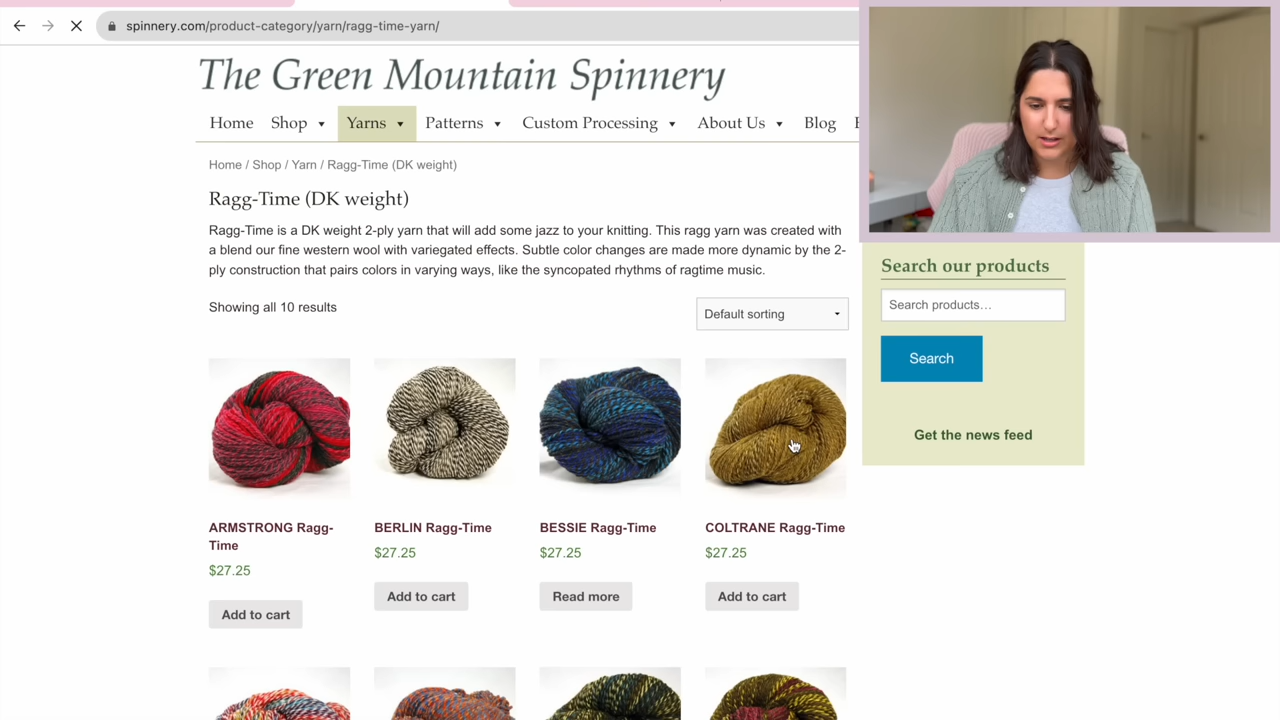 spinnery.com/product-category/yarn/ragg-time-yarn/
The Green Mountain Spinnery
Home Shop Yarns Patterns Custom Processing About Us Blog
Home / Shop / Yarn / Ragg-Time (DK weight)
Ragg-Time (DK weight)
Ragg-Time is a DK weight 2-ply yarn that will add some jazz to your knitting. This ragg yarn was created with
a blend our fine western wool with variegated effects. Subtle color changes are made more dynamic by the 2-
ply construction that pairs colors in varying ways, like the syncopated rhythms of ragtime music.
Showing all 10 results
Default sorting
Search our products
Search products…
Search
Get the news feed
ARMSTRONG Ragg-
Time
$27.25
Add to cart
BERLIN Ragg-Time
$27.25
Add to cart
BESSIE Ragg-Time
$27.25
Read more
COLTRANE Ragg-Time
$27.25
Add to cart